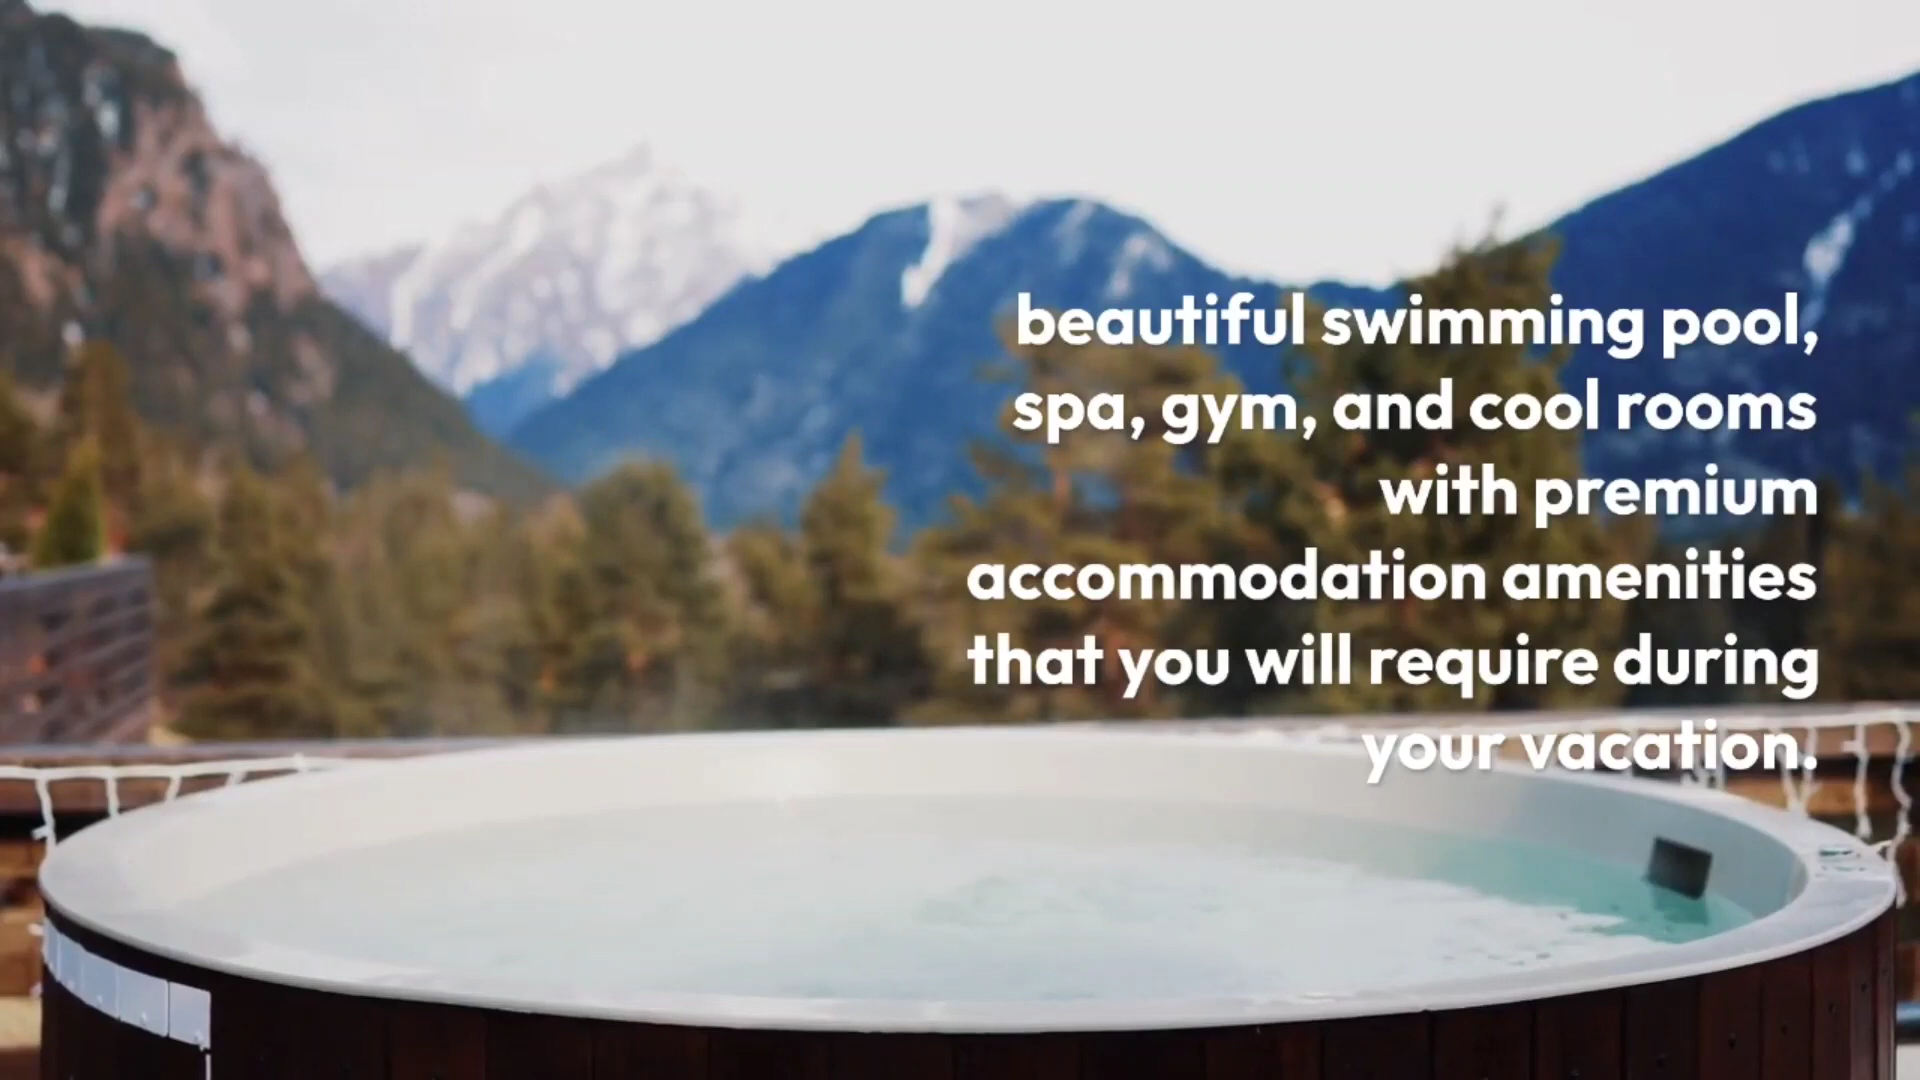 beautiful swimming pool,
spa, gym, and cool rooms
with premium
accommodation amenities
that you will require during
your vacation.